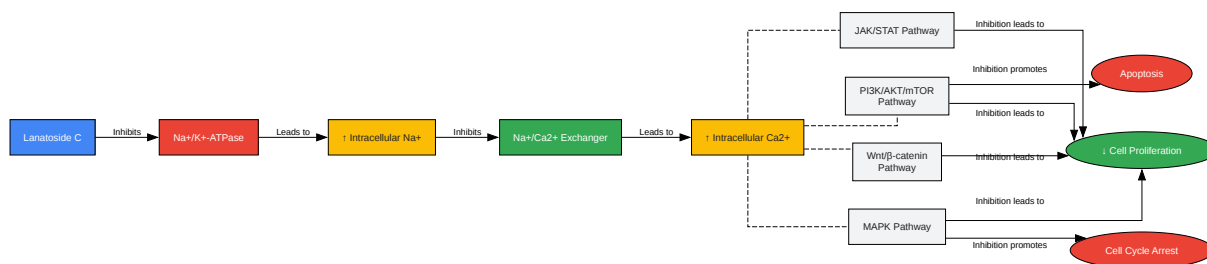 Lanatoside C
Inhibits
Na+/K+-ATPase
Leads to
↑ Intracellular Na+
Inhibits
Na+/Ca2+ Exchanger
Leads to
↑ Intracellular Ca2+
JAK/STAT Pathway
Inhibition leads to
PI3K/AKT/mTOR
Pathway
Inhibition promotes
Apoptosis
Inhibition leads to
Wnt/β-catenin
Pathway
Inhibition leads to
↓ Cell Proliferation
MAPK Pathway
Inhibition leads to
Inhibition promotes
Cell Cycle Arrest